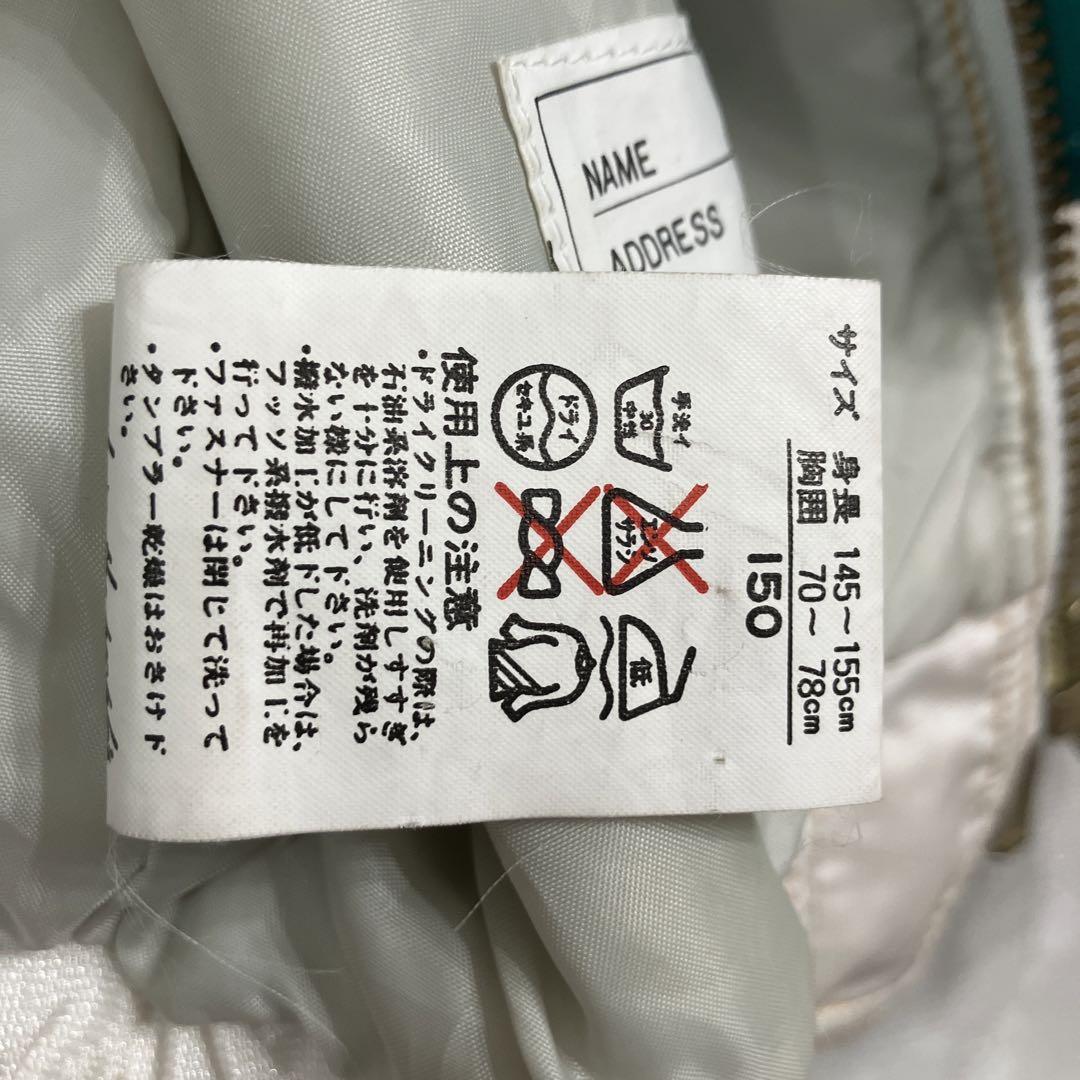 NAME
ADDRESS
サイズ
身長 145～155cm
胸囲 70～ 78cm
150
手洗イ
30
中性
エンソ
サラシ
低
ドライ
セキユ系
使用上の注意
・ドライクリーニングの際は、
石油系溶剤を使用しすすぎ
を十分に行い、洗剤が残ら
ない様にして下さい。
・撥水加工が低下した場合は、
フッソ系撥水剤で再加工を
行って下さい。
・ファスナーは閉じて洗って
下さい。
・タンブラー乾燥はおさけ下
さい。